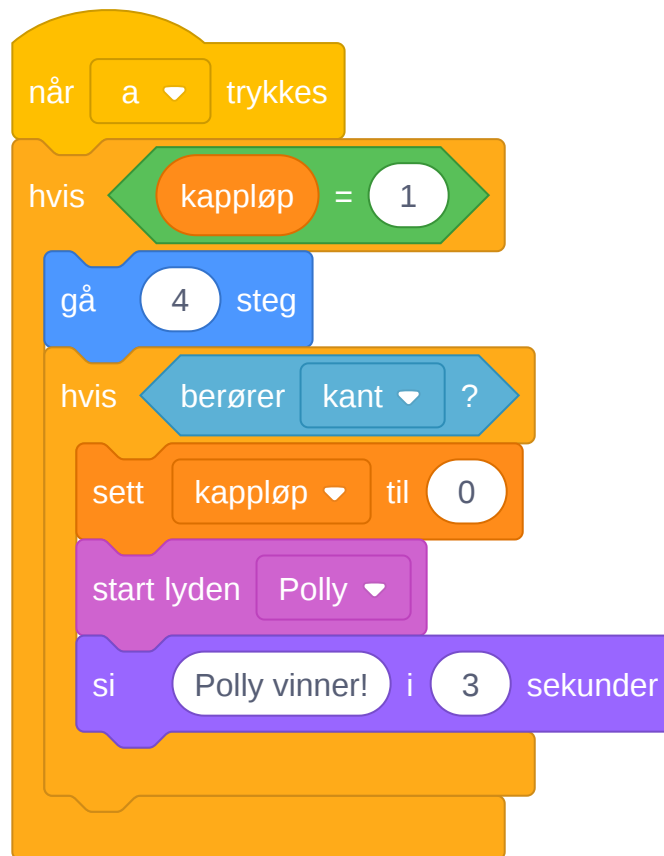 når a trykkes
hvis kappløp = 1
gå 4 steg
hvis berører kant ?
sett kappløp til 0
start lyden Polly
si Polly vinner! i 3 sekunder